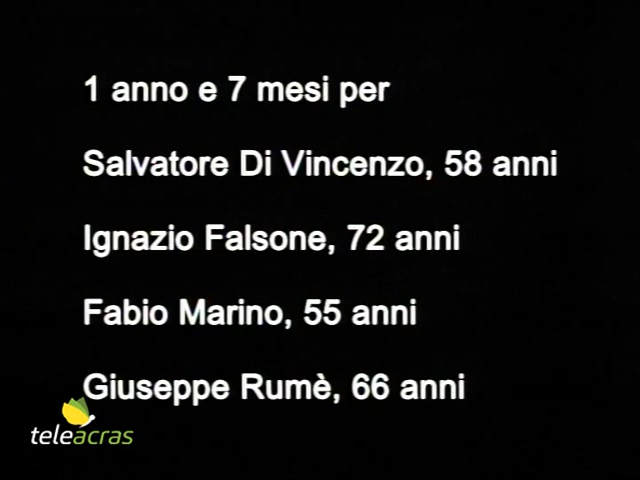 1 anno e 7 mesi per
Salvatore Di Vincenzo, 58 anni
Ignazio Falsone, 72 anni
Fabio Marino, 55 anni
Giuseppe Rumè, 66 anni
teleacras